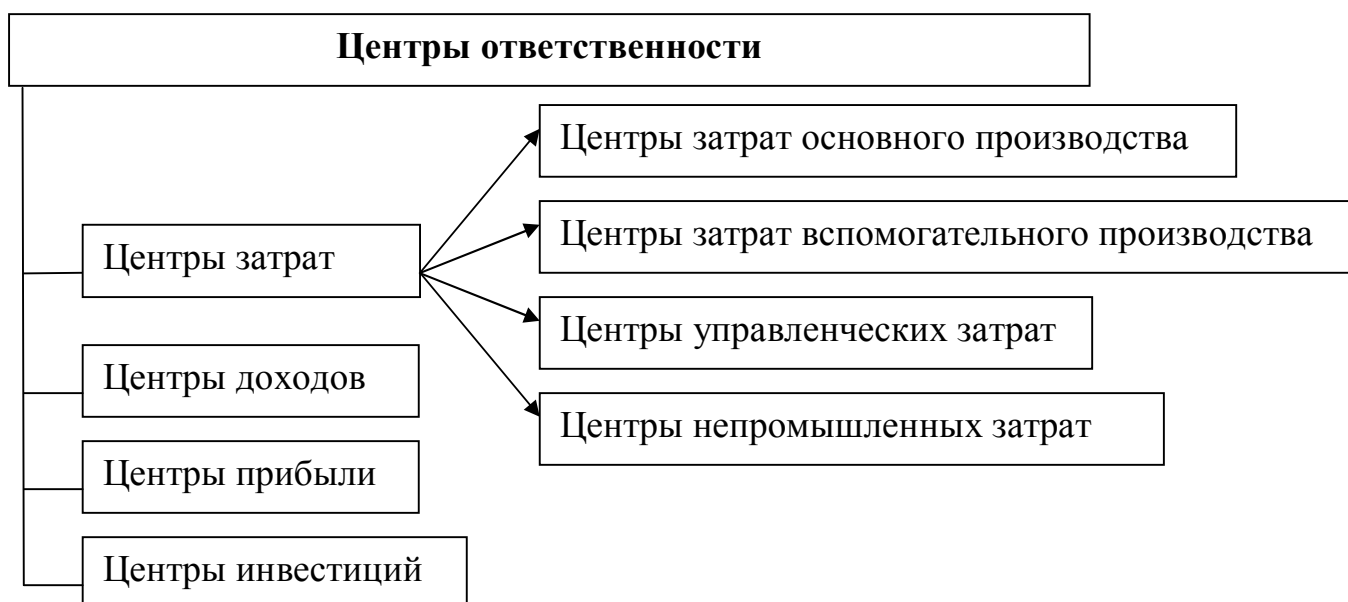 Центры ответственности
Центры затрат основного производства
Центры затрат вспомогательного производства
Центры затрат
Центры управленческих затрат
Центры доходов
Центры непромышленных затрат
Центры прибыли
Центры инвестиций